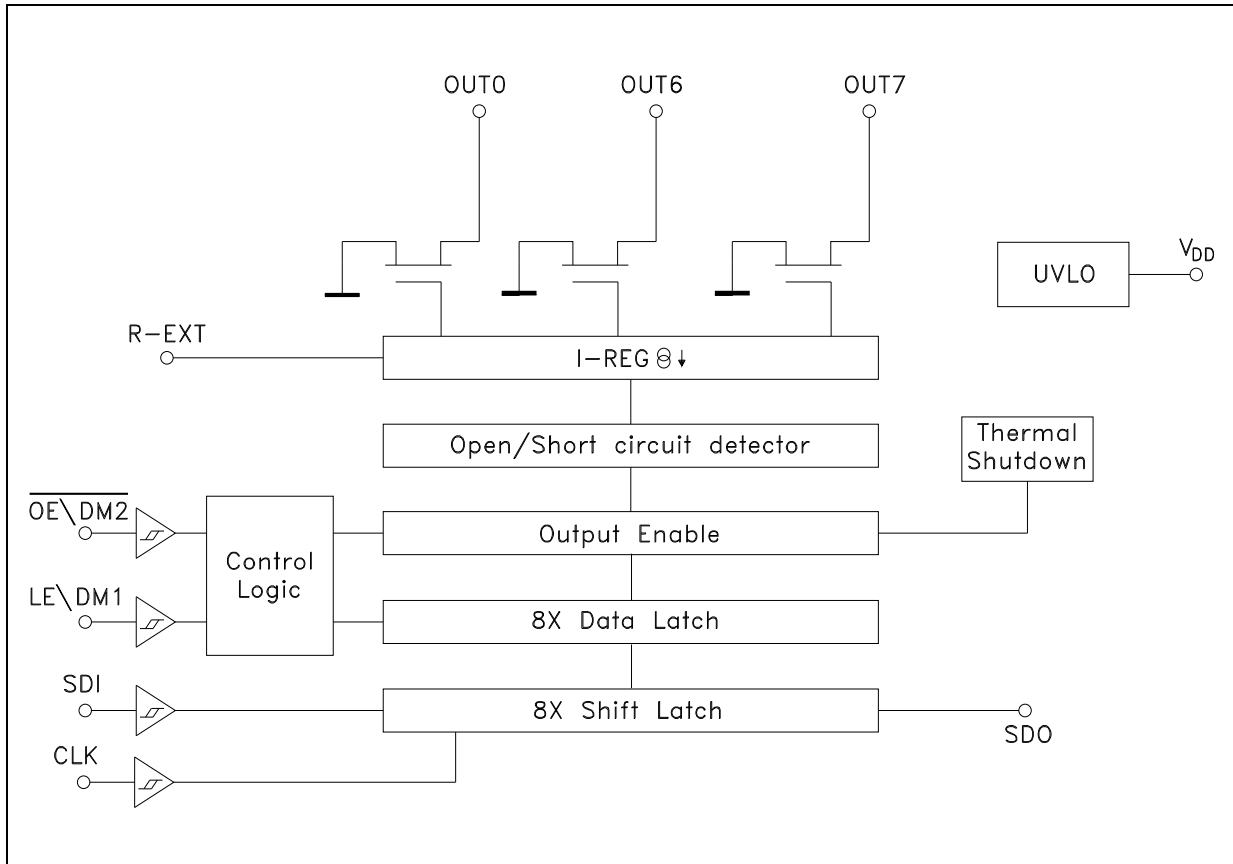 OUT0 OUT6 OUT7
V_DD
UVLO
R-EXT
I-REG
Open/Short circuit detector
Thermal
Shutdown
OE\DM2
Output Enable
Control
Logic
LE\DM1
8X Data Latch
SDI
8X Shift Latch
SDO
CLK